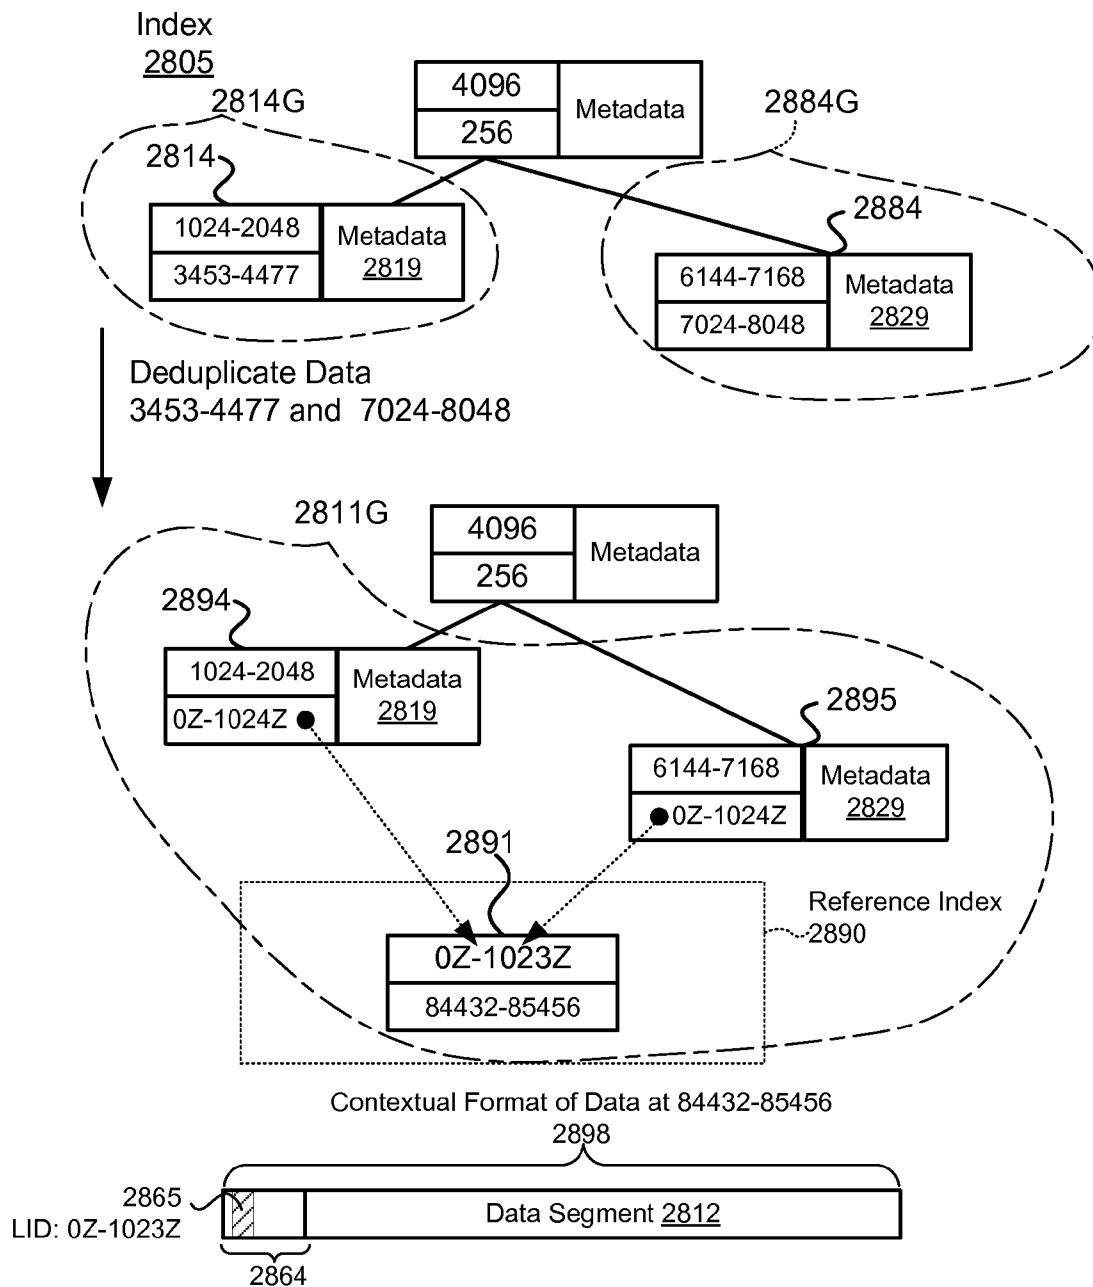 Index
2805
2814G
4096
256
Metadata
2884G
2814
1024-2048
3453-4477
Metadata
2819
2884
6144-7168
7024-8048
Metadata
2829
Deduplicate Data
3453-4477 and 7024-8048
2811G
4096
256
Metadata
2894
1024-2048
0Z-1024Z
Metadata
2819
2895
6144-7168
0Z-1024Z
Metadata
2829
2891
0Z-1023Z
84432-85456
Reference Index
2890
Contextual Format of Data at 84432-85456
2898
2865
LID: 0Z-1023Z
Data Segment 2812
2864